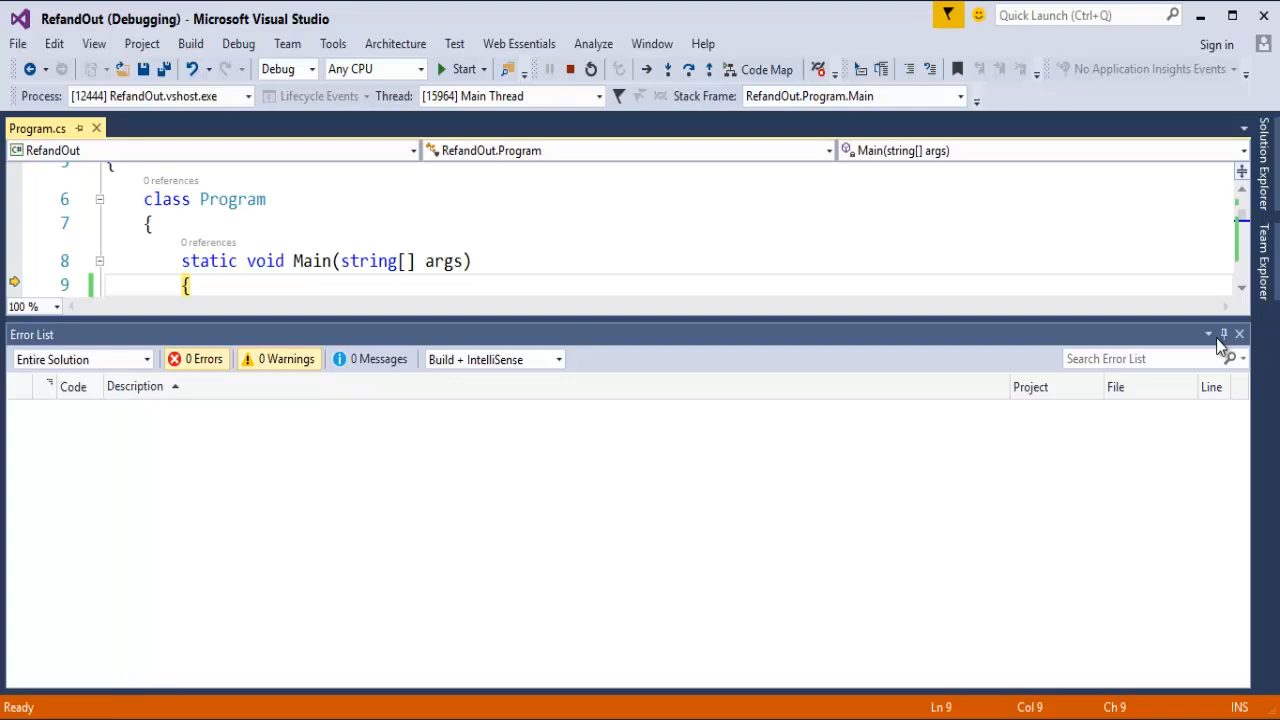 RefandOut (Debugging) - Microsoft Visual Studio
Quick Launch (Ctrl+Q)
File Edit View Project Build Debug Team Tools Architecture Test Web Essentials Analyze Window Help Sign in
Debug Any CPU Start Code Map No Application Insights Events
Process: [12444] RefandOut.vshost.exe Lifecycle Events Thread: [15964] Main Thread Stack Frame: RefandOut.Program.Main
Program.cs
C# RefandOut RefandOut.Program Main(string[] args)
5 {
0 references
6 class Program
7 {
0 references
8 static void Main(string[] args)
9 {
100 %
Error List
Entire Solution 0 Errors 0 Warnings 0 Messages Build + IntelliSense Search Error List
Code Description Project File Line
Ready Ln 9 Col 9 Ch 9 INS
Solution Explorer
Team Explorer